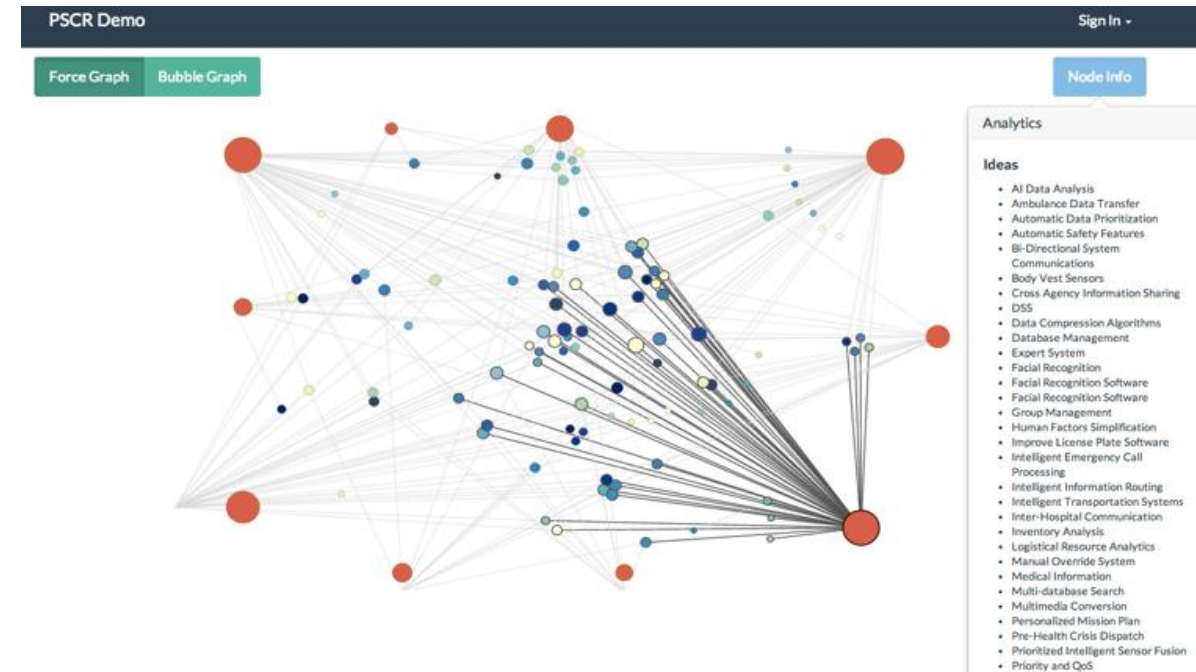 PSCR Demo
Sign In
Force Graph
Bubble Graph
Node Info
Analytics
Ideas
• AI Data Analysis
• Ambulance Data Transfer
• Automatic Data Prioritization
• Automatic Safety Features
• Bi-Directional System
Communications
• Body Vest Sensors
• Cross Agency Information Sharing
• DSS
• Data Compression Algorithms
• Database Management
• Expert System
• Facial Recognition
• Facial Recognition Software
• Facial Recognition Software
• Group Management
• Human Factors Simplification
• Improve License Plate Software
• Intelligent Emergency Call
Processing
• Intelligent Information Routing
• Intelligent Transportation Systems
• Inter-Hospital Communication
• Inventory Analysis
• Logistical Resource Analytics
• Manual Override System
• Medical Information
• Multi-database Search
• Multimedia Conversion
• Personalized Mission Plan
• Pre-Health Crisis Dispatch
• Prioritized Intelligent Sensor Fusion
• Priority and QoS